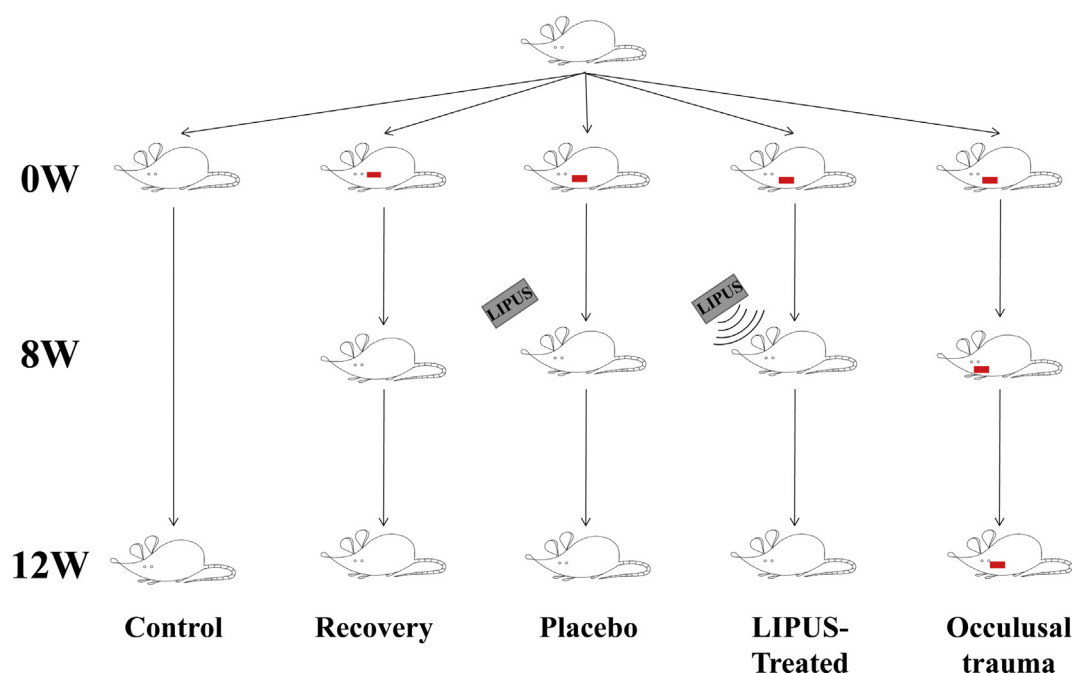 0W
LIPUS
LIPUS
8W
12W
Control
Recovery
Placebo
LIPUS-
Treated
Occulusal
trauma